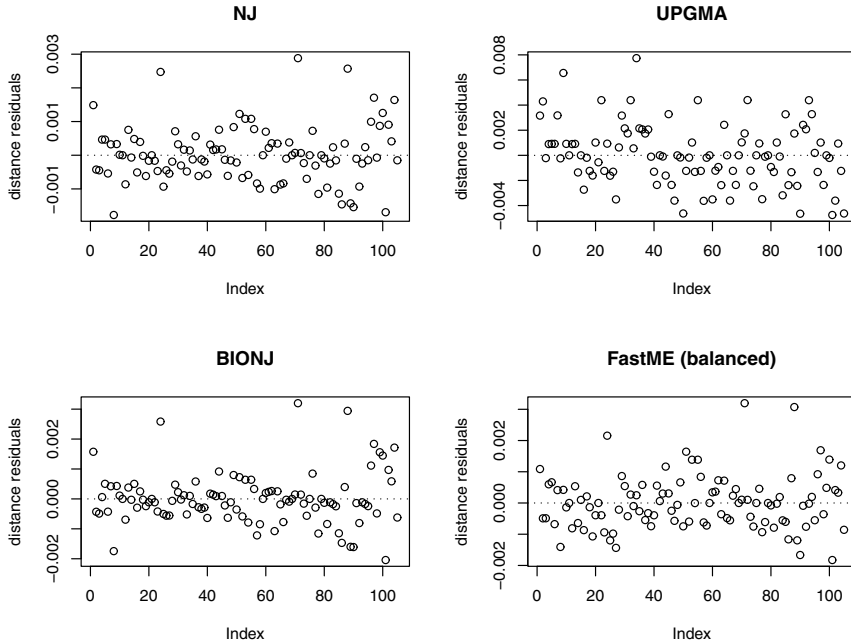 NJ
distance residuals
0.003
0.001
−0.001
0 20 40 60 80 100
Index
UPGMA
distance residuals
0.008
0.002
−0.004
0 20 40 60 80 100
Index
BIONJ
distance residuals
0.002
0.000
−0.002
0 20 40 60 80 100
Index
FastME (balanced)
distance residuals
0.002
0.000
−0.002
0 20 40 60 80 100
Index